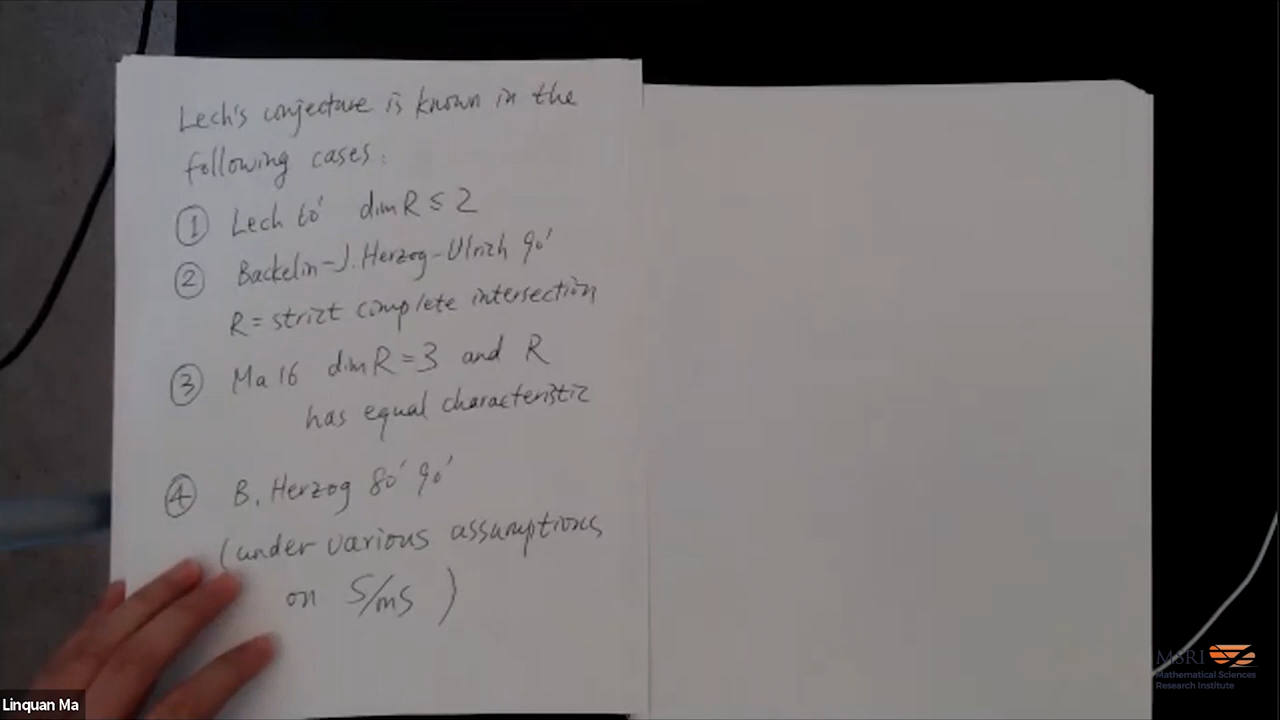 Lech's conjecture is known in the
following cases:
① Lech 60' dim R ≤ 2
② Backelin-J. Herzog-Ulrich 90'
R = strict complete intersection
③ Ma 16 dim R = 3 and R
has equal characteristic
④ B. Herzog 80' 90'
(under various assumptions
on S/mS )
MSRI
Mathematical Sciences
Research Institute
Linquan Ma